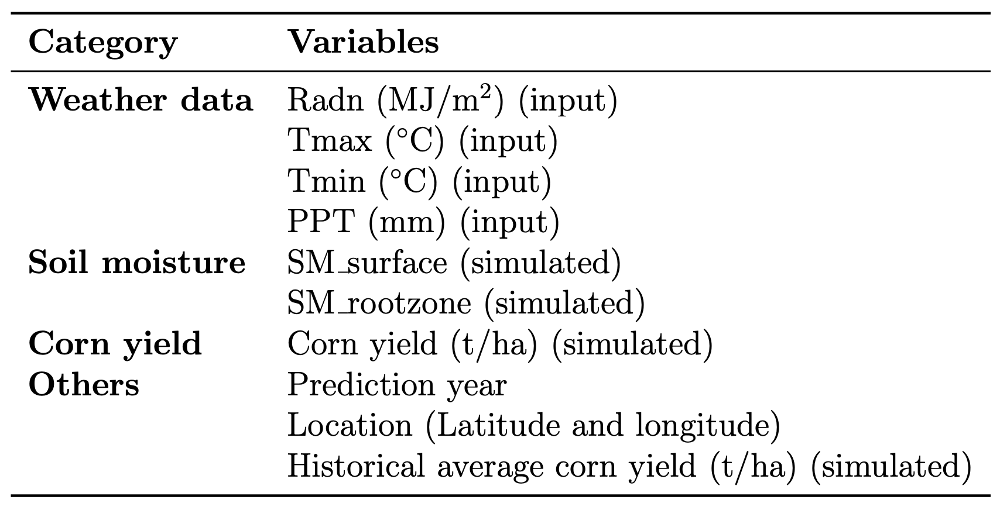 Category Variables
Weather data Radn (MJ/m²) (input)
Tmax (°C) (input)
Tmin (°C) (input)
PPT (mm) (input)
Soil moisture SM_surface (simulated)
SM_rootzone (simulated)
Corn yield Corn yield (t/ha) (simulated)
Others Prediction year
Location (Latitude and longitude)
Historical average corn yield (t/ha) (simulated)